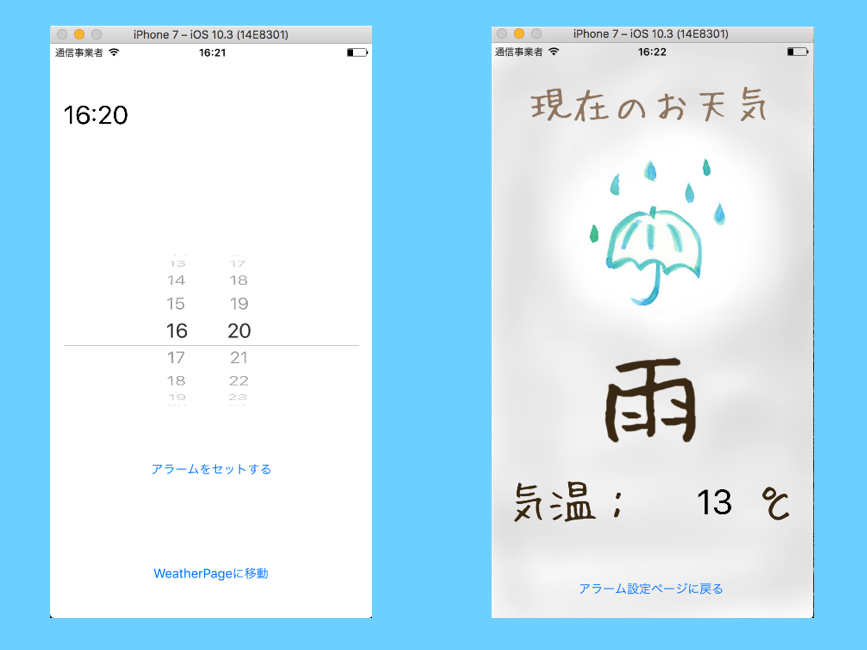 iPhone 7 – iOS 10.3 (14E8301)
通信事業者 16:21
16:20
13 17
14 18
15 19
16 20
17 21
18 22
19 23
アラームをセットする
WeatherPageに移動
iPhone 7 – iOS 10.3 (14E8301)
通信事業者 16:22
現在のお天気
雨
気温； 13 ℃
アラーム設定ページに戻る